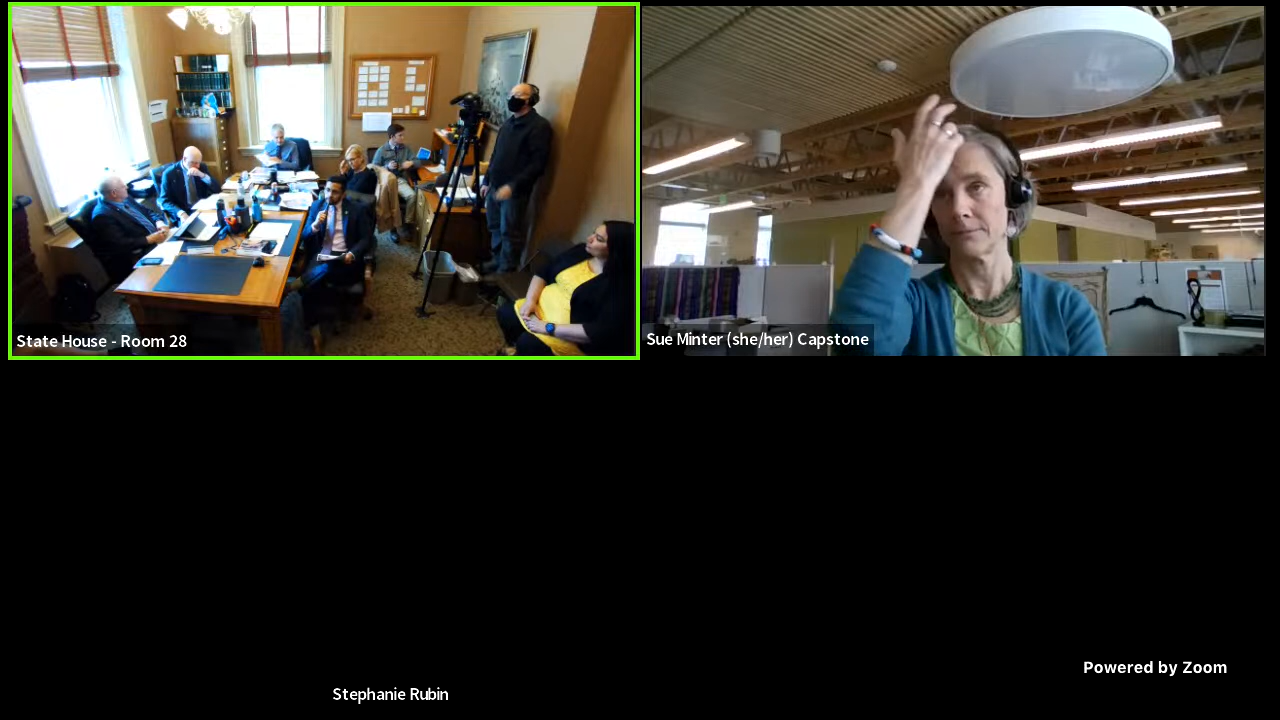 State House - Room 28
Sue Minter (she/her) Capstone
Powered by Zoom
Stephanie Rubin